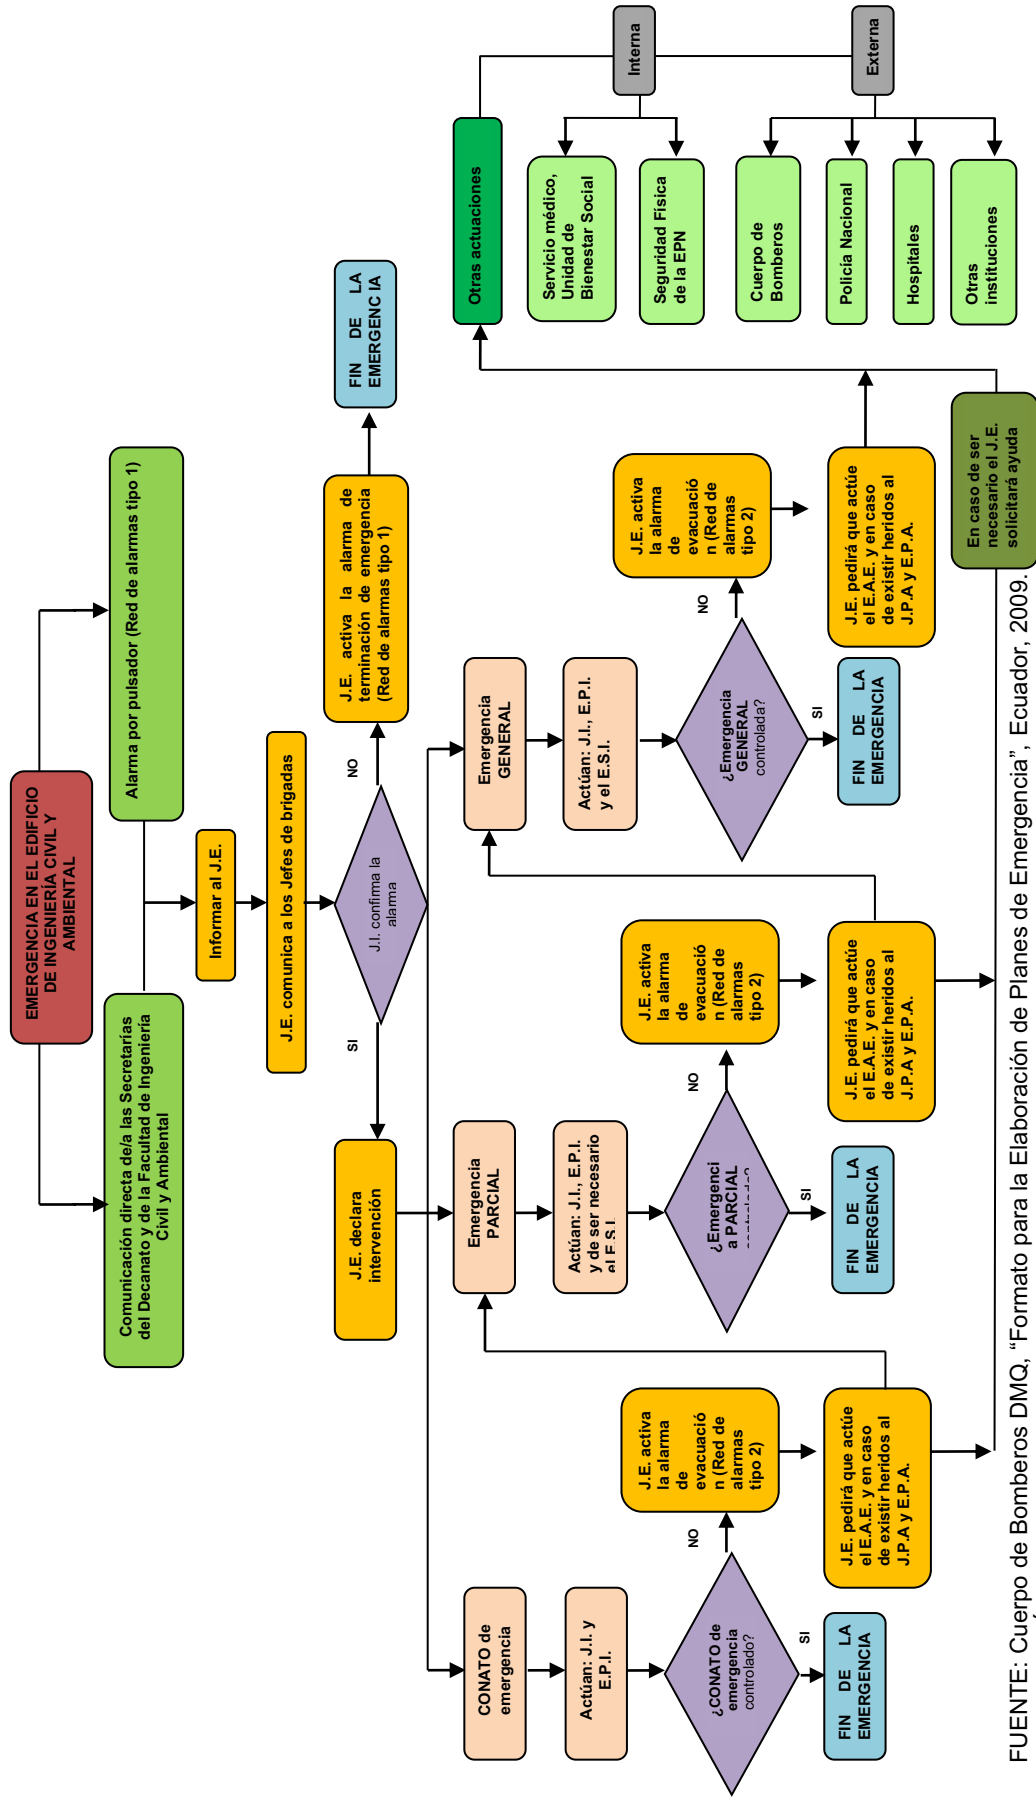 EMERGENCIA EN EL EDIFICIO
DE INGENIERÍA CIVIL Y
AMBIENTAL
Comunicación directa de/a las Secretarías
del Decanato y de la Facultad de Ingeniería
Civil y Ambiental
Alarma por pulsador (Red de alarmas tipo 1)
Informar al J.E.
J.E. comunica a los Jefes de brigadas
J.I. confirma la
alarma
SI
NO
J.E. declara
intervención
J.E. activa la alarma de
terminación de emergencia
(Red de alarmas tipo 1)
FIN DE LA
EMERGENCIA
CONATO de
emergencia
Actúan: J.I. y
E.P.I.
¿CONATO de
emergencia
controlado?
NO
SI
J.E. activa
la alarma
de
evacuació
n (Red de
alarmas
tipo 2)
FIN DE LA
EMERGENCIA
J.E. pedirá que actúe
el E.A.E. y en caso
de existir heridos al
J.P.A y E.P.A.
Emergencia
PARCIAL
Actúan: J.I., E.P.I.
y de ser necesario
el E.S.I.
¿Emergenci
a PARCIAL
controlada?
NO
SI
J.E. activa
la alarma
de
evacuació
n (Red de
alarmas
tipo 2)
FIN DE LA
EMERGENCIA
J.E. pedirá que actúe
el E.A.E. y en caso
de existir heridos al
J.P.A y E.P.A.
Emergencia
GENERAL
Actúan: J.I., E.P.I.
y el E.S.I.
¿Emergencia
GENERAL
controlada?
NO
SI
J.E. activa
la alarma
de
evacuació
n (Red de
alarmas
tipo 2)
FIN DE LA
EMERGENCIA
J.E. pedirá que actúe
el E.A.E. y en caso
de existir heridos al
J.P.A y E.P.A.
En caso de ser
necesario el J.E.
solicitará ayuda
Otras actuaciones
Interna
Servicio médico,
Unidad de
Bienestar Social
Seguridad Física
de la EPN
Externa
Cuerpo de
Bomberos
Policía Nacional
Hospitales
Otras
instituciones
FUENTE: Cuerpo de Bomberos DMQ, “Formato para la Elaboración de Planes de Emergencia”, Ecuador, 2009.